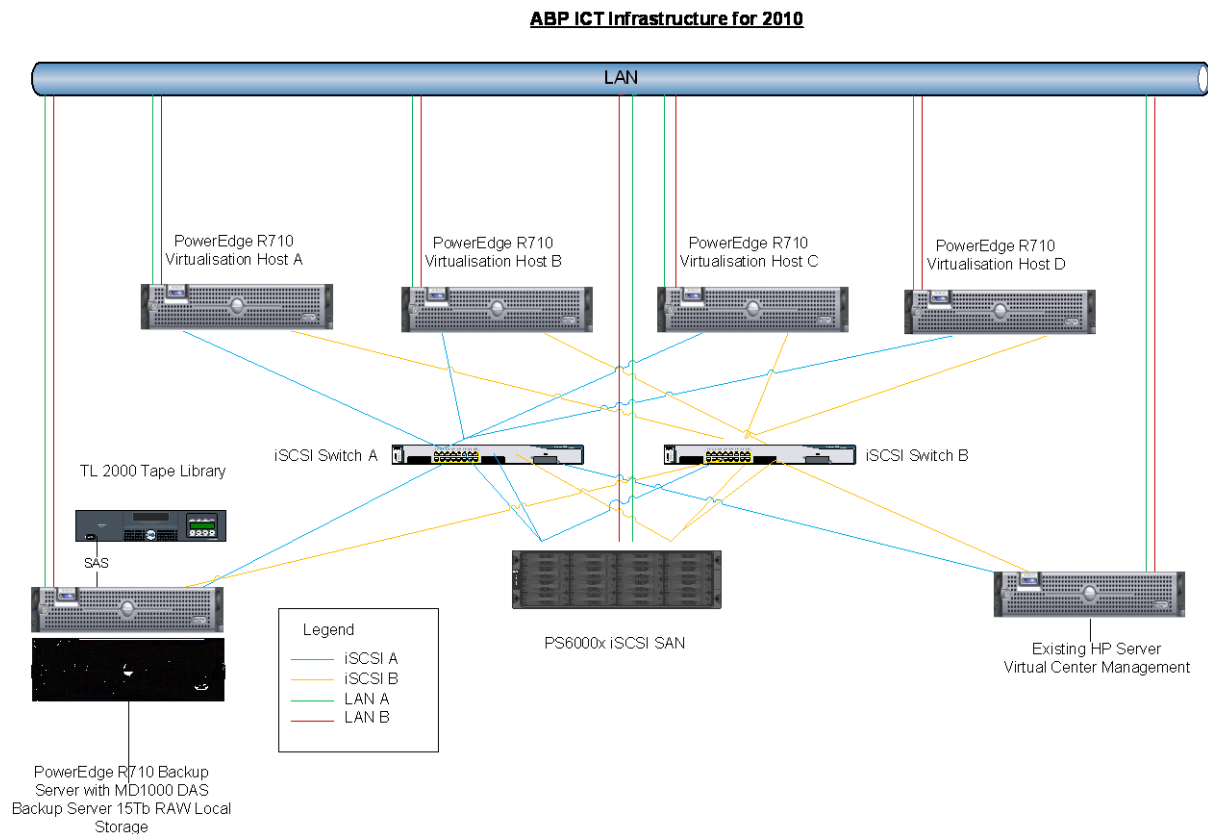 ABP ICT Infrastructure for 2010
LAN
PowerEdge R710
Virtualisation Host A
PowerEdge R710
Virtualisation Host B
PowerEdge R710
Virtualisation Host C
PowerEdge R710
Virtualisation Host D
iSCSI Switch A
iSCSI Switch B
TL 2000 Tape Library
SAS
PS6000x iSCSI SAN
Legend
iSCSI A
iSCSI B
LAN A
LAN B
Existing HP Server
Virtual Center Management
PowerEdge R710 Backup
Server with MD1000 DAS
Backup Server 15Tb RAW Local
Storage